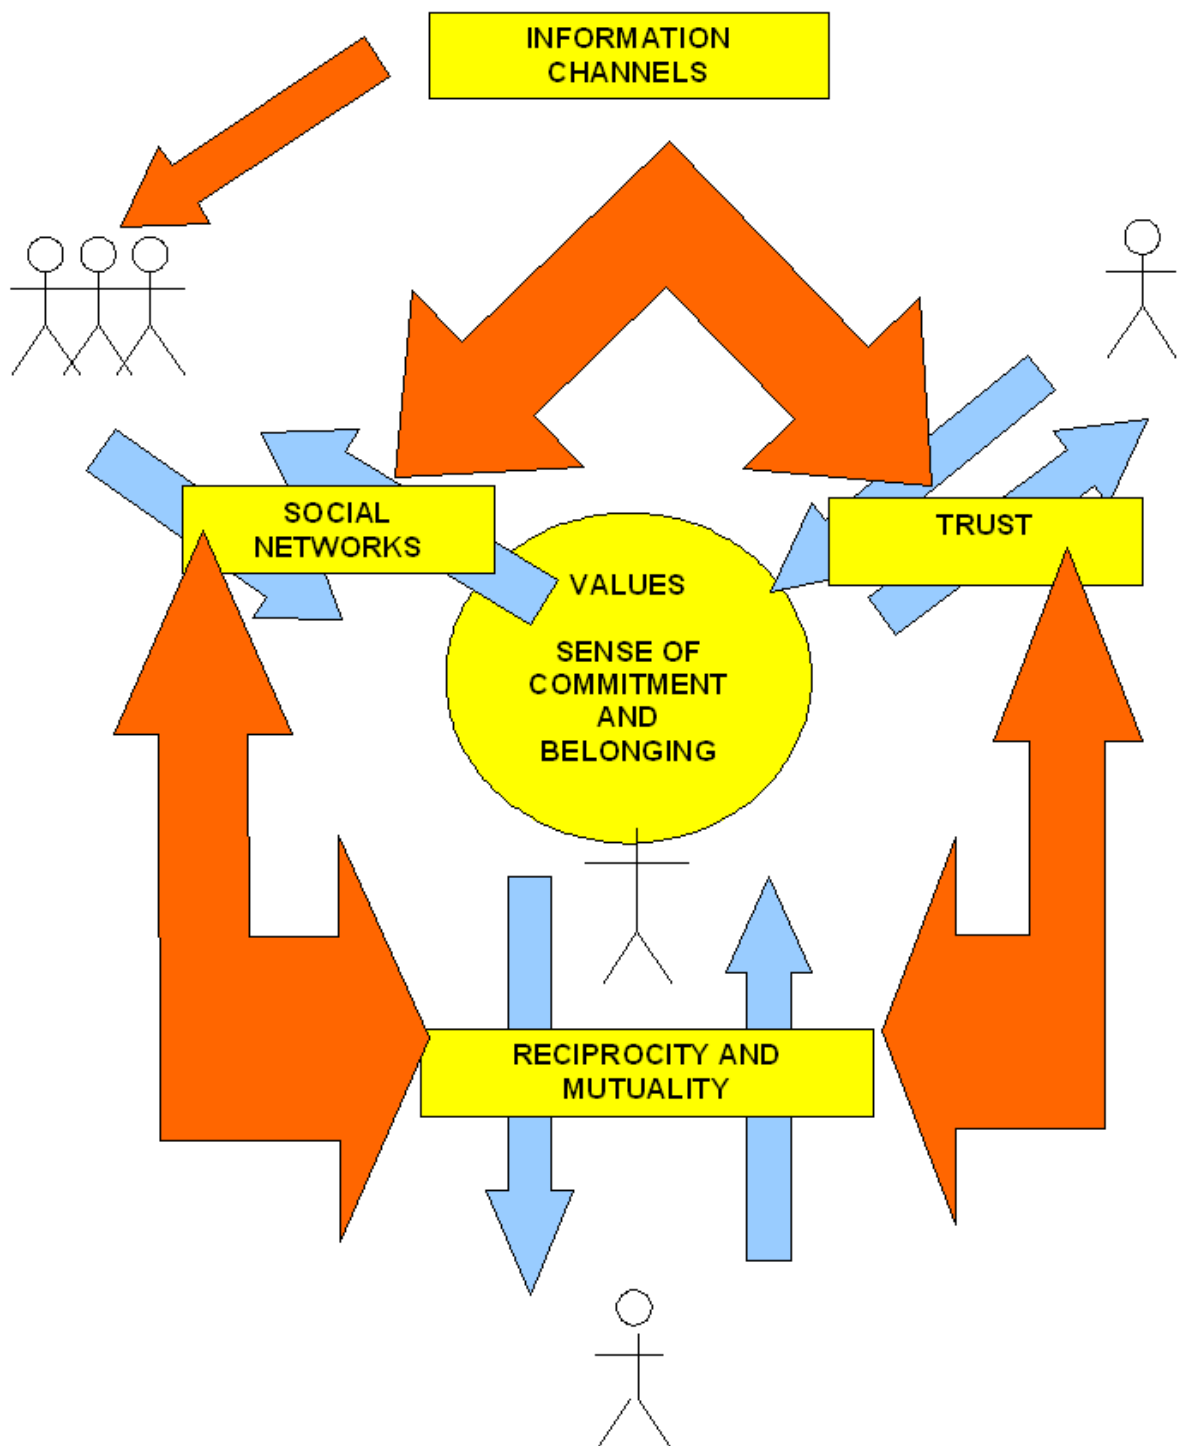 INFORMATION
CHANNELS
SOCIAL
NETWORKS
TRUST
VALUES
SENSE OF
COMMITMENT
AND
BELONGING
RECIPROCITY AND
MUTUALITY